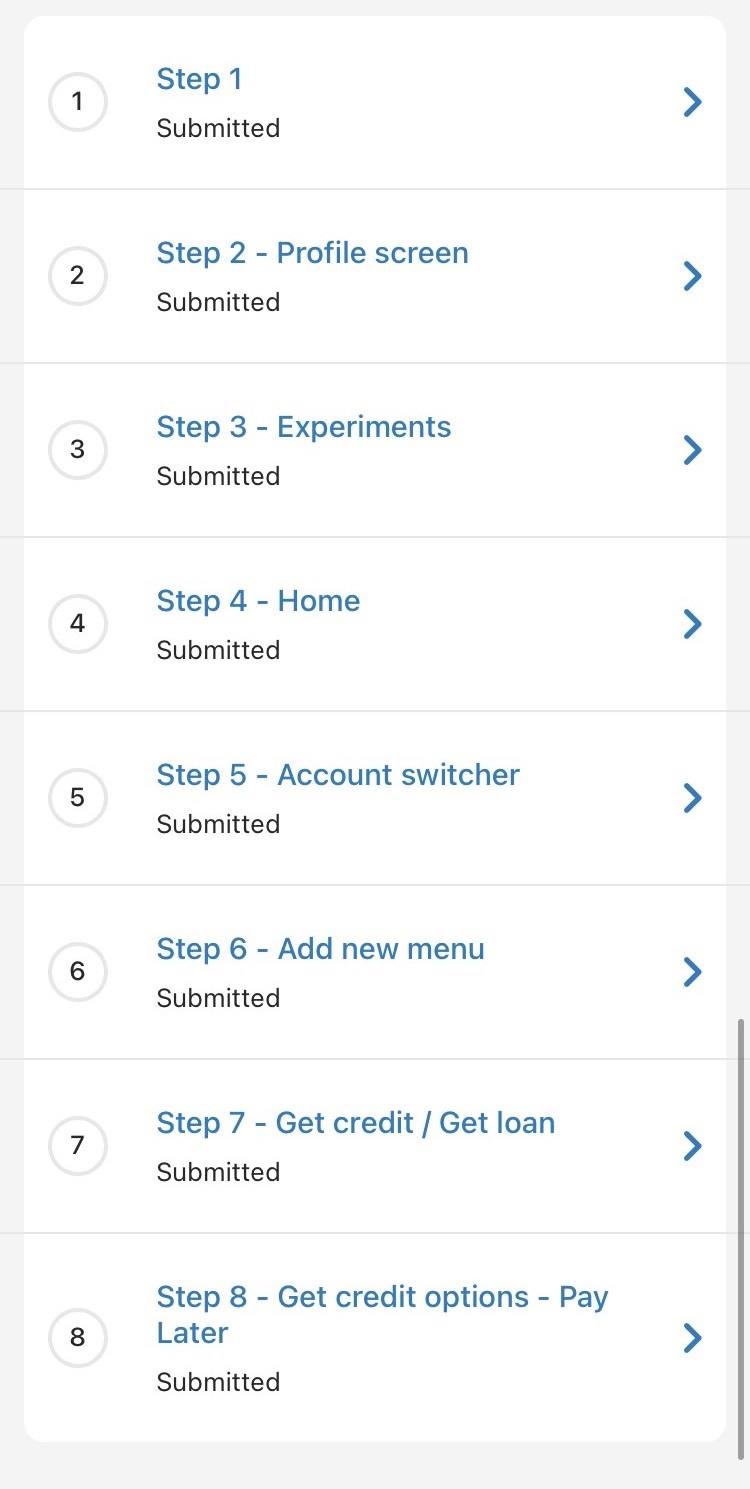 1
Step 1
Submitted
2
Step 2 - Profile screen
Submitted
3
Step 3 - Experiments
Submitted
4
Step 4 - Home
Submitted
5
Step 5 - Account switcher
Submitted
6
Step 6 - Add new menu
Submitted
7
Step 7 - Get credit / Get loan
Submitted
8
Step 8 - Get credit options - Pay
Later
Submitted